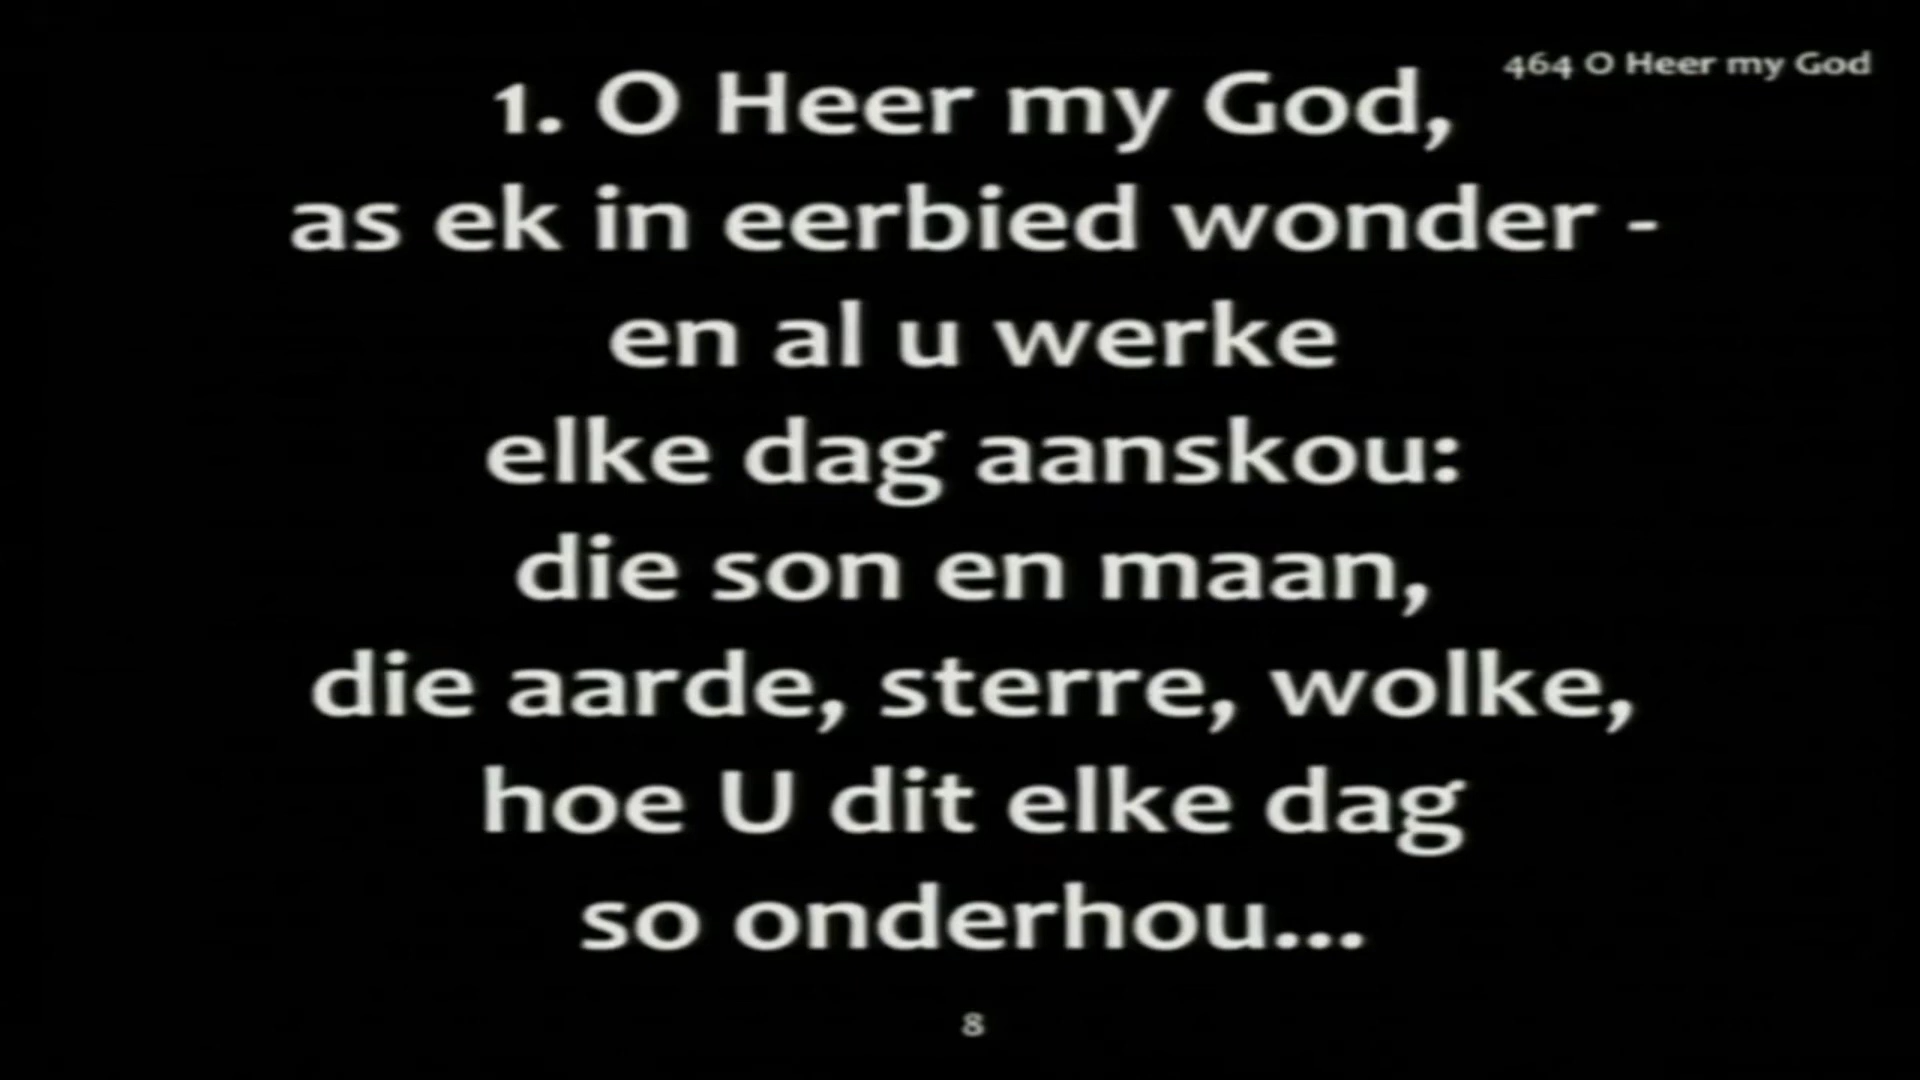 464 O Heer my God
1. O Heer my God,
as ek in eerbied wonder -
en al u werke
elke dag aanskou:
die son en maan,
die aarde, sterre, wolke,
hoe U dit elke dag
so onderhou...
8